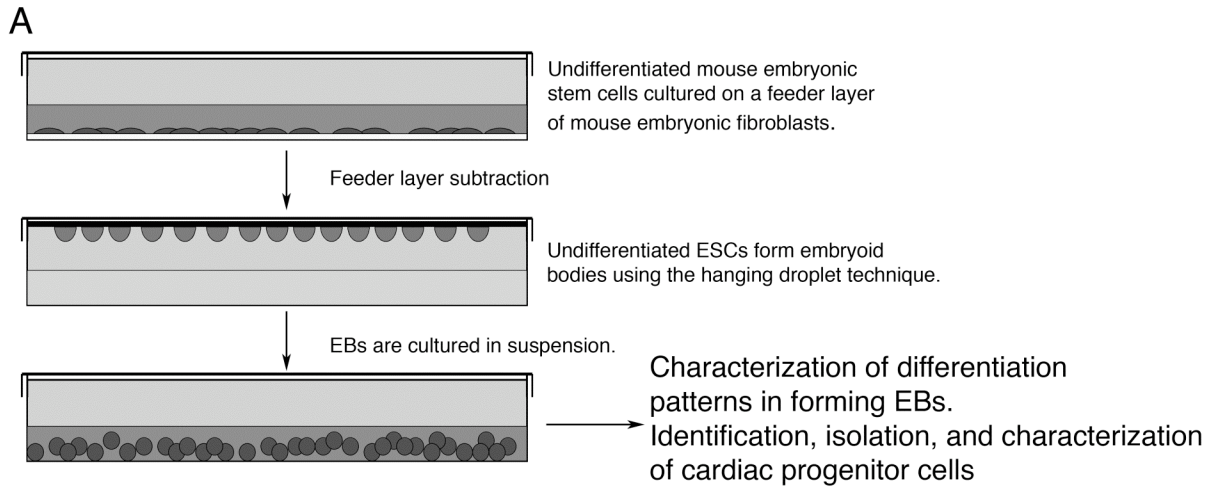 A
Undifferentiated mouse embryonic
stem cells cultured on a feeder layer
of mouse embryonic fibroblasts.
Feeder layer subtraction
Undifferentiated ESCs form embryoid
bodies using the hanging droplet technique.
EBs are cultured in suspension.
Characterization of differentiation
patterns in forming EBs.
Identification, isolation, and characterization
of cardiac progenitor cells